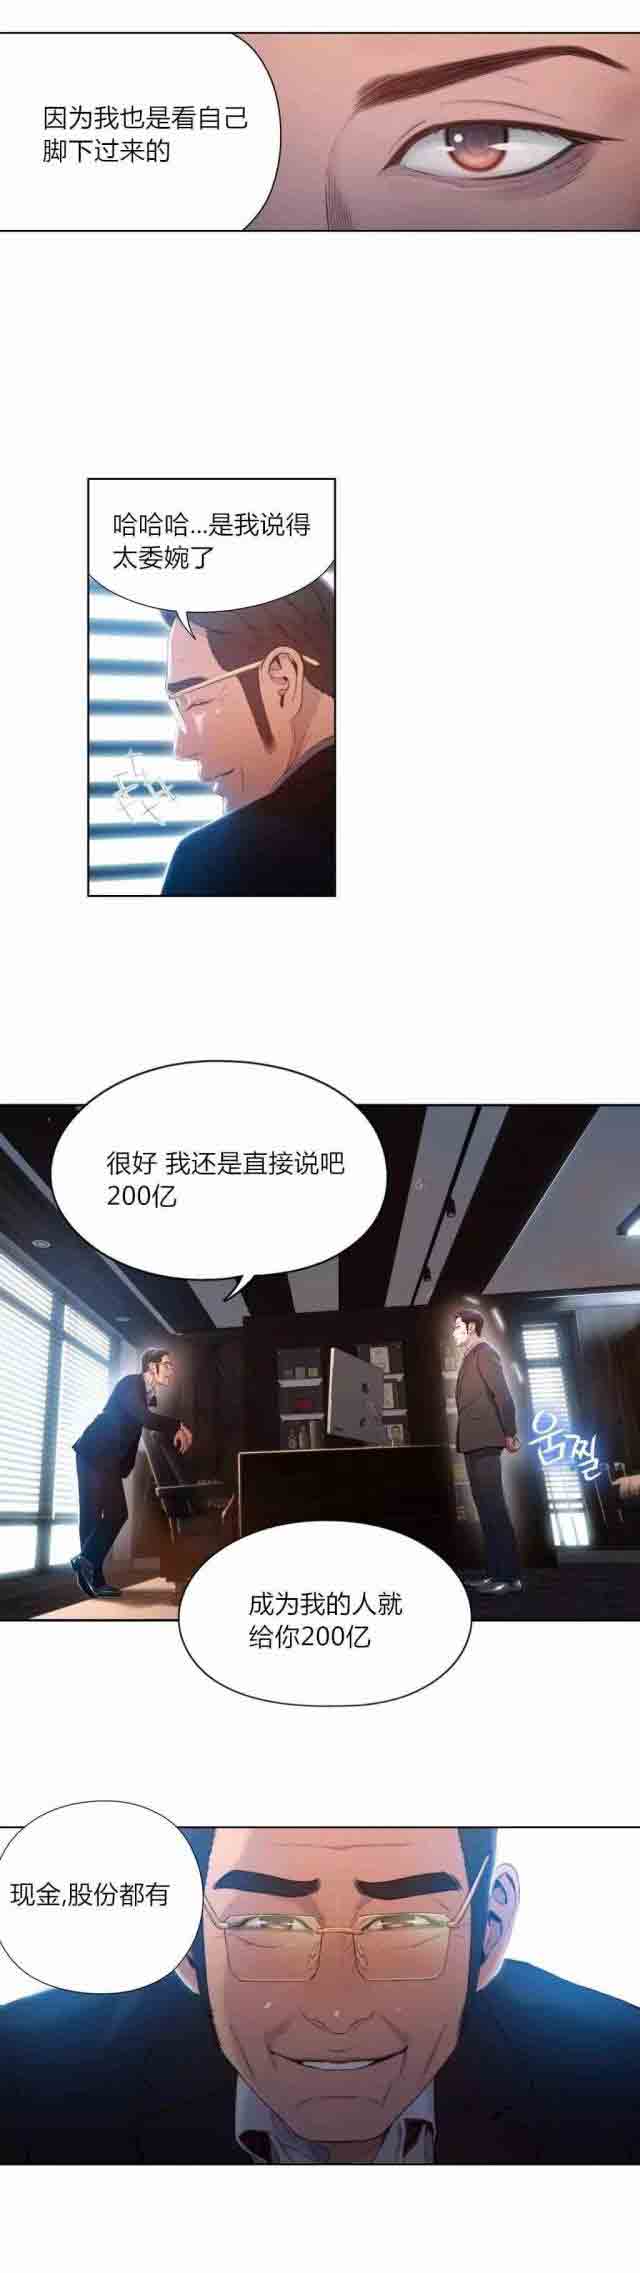 因为我也是看自己
脚下过来的
哈哈哈...是我说得
太委婉了
很好 我还是直接说吧
200亿
움찔
成为我的人就
给你200亿
现金,股份都有